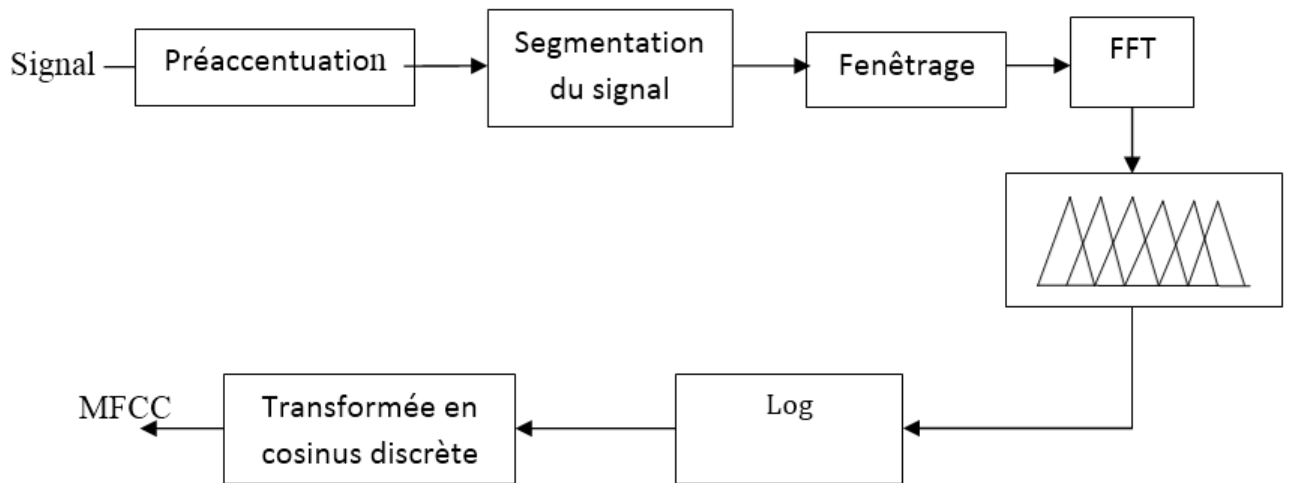 Signal
Préaccentuation
Segmentation
du signal
Fenêtrage
FFT
Log
Transformée en
cosinus discrète
MFCC